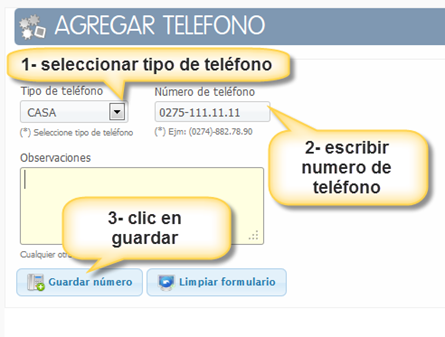 AGREGAR TELEFONO
1- seleccionar tipo de teléfono
Tipo de teléfono
Número de teléfono
CASA
0275-111.11.11
(*) Seleccione tipo de teléfono
(*) Ejm: (0274)-882.78.90
2- escribir
numero de
teléfono
Observaciones
3- clic en
guardar
Cualquier
Guardar número
Limpiar formulario